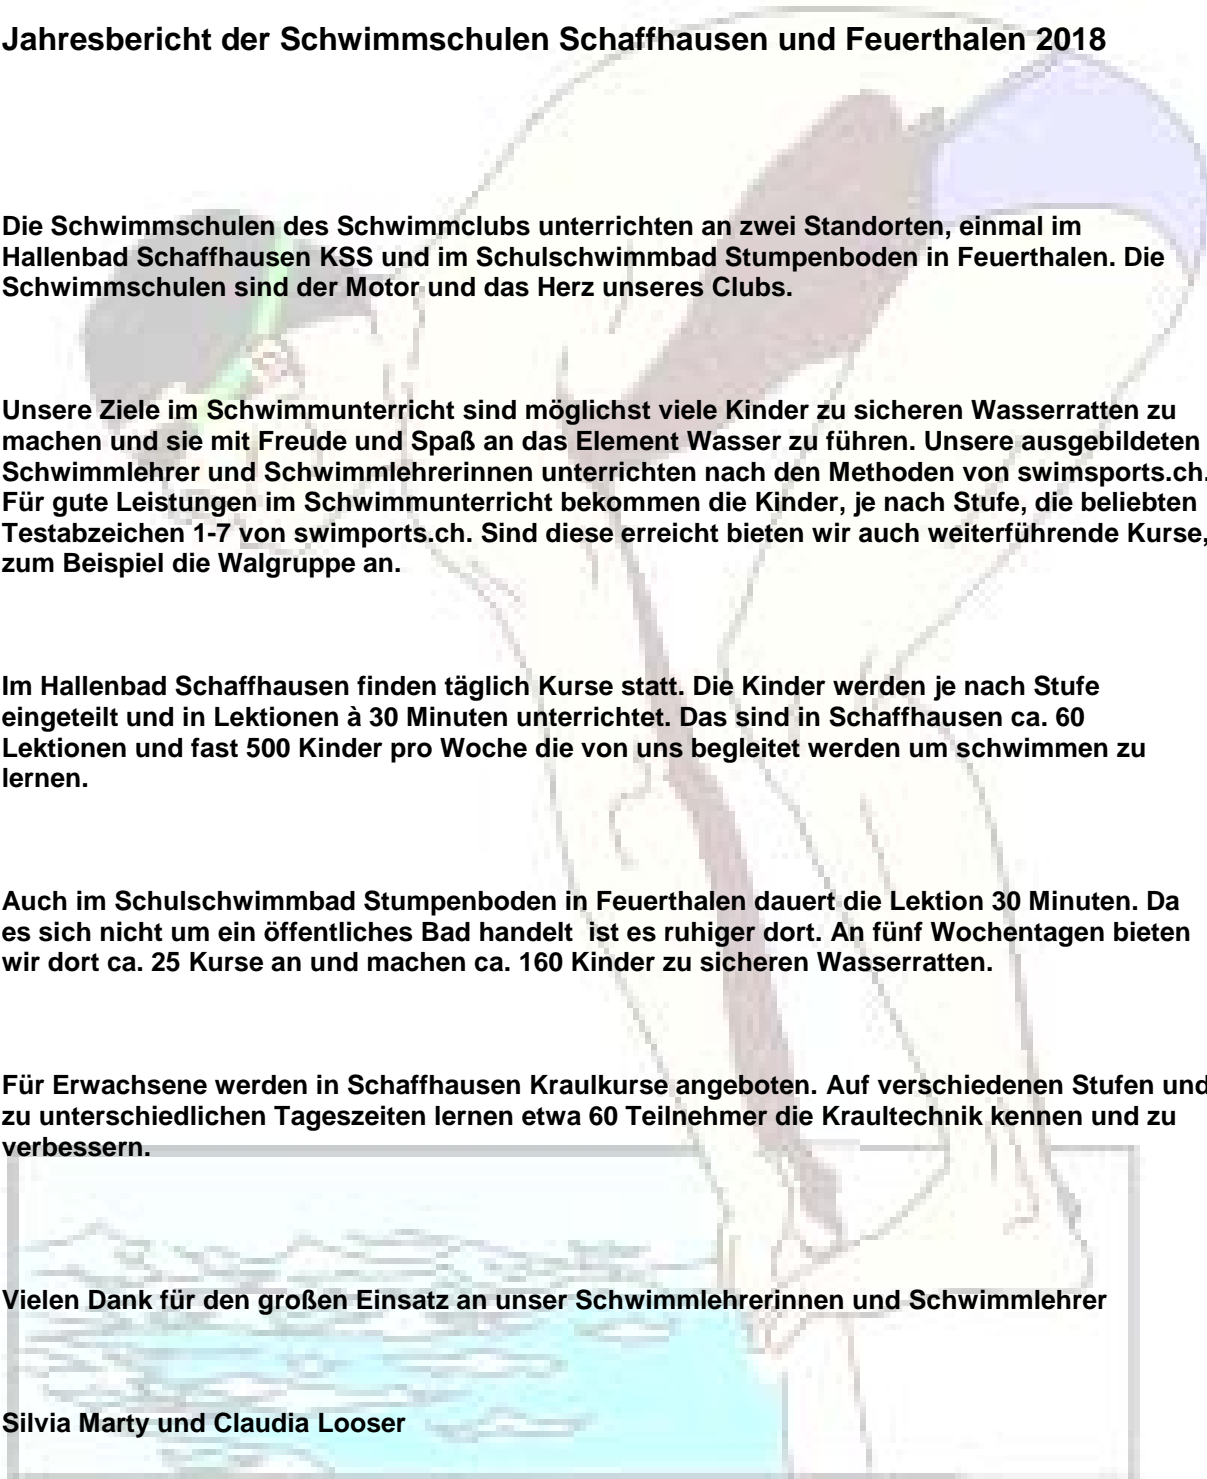 Jahresbericht der Schwimmschulen Schaffhausen und Feuerthalen 2018
Die Schwimmschulen des Schwimmclubs unterrichten an zwei Standorten, einmal im
Hallenbad Schaffhausen KSS und im Schulschwimmbad Stumpenboden in Feuerthalen. Die
Schwimmschulen sind der Motor und das Herz unseres Clubs.
Unsere Ziele im Schwimmunterricht sind möglichst viele Kinder zu sicheren Wasserratten zu
machen und sie mit Freude und Spaß an das Element Wasser zu führen. Unsere ausgebildeten
Schwimmlehrer und Schwimmlehrerinnen unterrichten nach den Methoden von swimsports.ch.
Für gute Leistungen im Schwimmunterricht bekommen die Kinder, je nach Stufe, die beliebten
Testabzeichen 1-7 von swimports.ch. Sind diese erreicht bieten wir auch weiterführende Kurse,
zum Beispiel die Walgruppe an.
Im Hallenbad Schaffhausen finden täglich Kurse statt. Die Kinder werden je nach Stufe
eingeteilt und in Lektionen à 30 Minuten unterrichtet. Das sind in Schaffhausen ca. 60
Lektionen und fast 500 Kinder pro Woche die von uns begleitet werden um schwimmen zu
lernen.
Auch im Schulschwimmbad Stumpenboden in Feuerthalen dauert die Lektion 30 Minuten. Da
es sich nicht um ein öffentliches Bad handelt  ist es ruhiger dort. An fünf Wochentagen bieten
wir dort ca. 25 Kurse an und machen ca. 160 Kinder zu sicheren Wasserratten.
Für Erwachsene werden in Schaffhausen Kraulkurse angeboten. Auf verschiedenen Stufen und
zu unterschiedlichen Tageszeiten lernen etwa 60 Teilnehmer die Kraultechnik kennen und zu
verbessern.
Vielen Dank für den großen Einsatz an unser Schwimmlehrerinnen und Schwimmlehrer
Silvia Marty und Claudia Looser